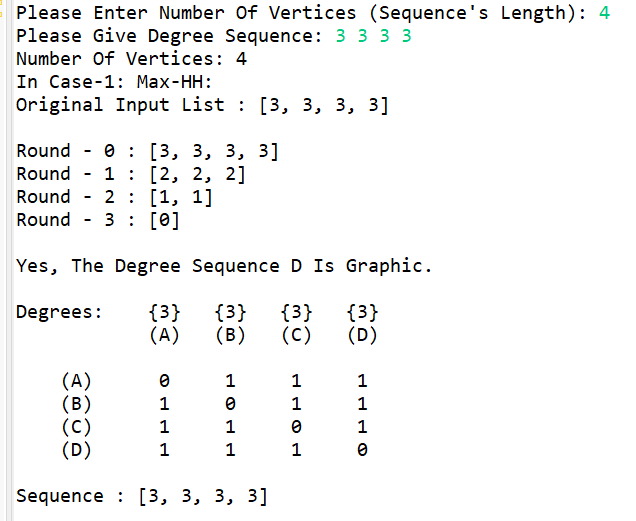 Please Enter Number Of Vertices (Sequence's Length): 4
Please Give Degree Sequence: 3 3 3 3
Number Of Vertices: 4
In Case-1: Max-HH:
Original Input List : [3, 3, 3, 3]
Round - 0 : [3, 3, 3, 3]
Round - 1 : [2, 2, 2]
Round - 2 : [1, 1]
Round - 3 : [0]
Yes, The Degree Sequence D Is Graphic.
Degrees: {3} {3} {3} {3}
(A) (B) (C) (D)
(A) 0 1 1 1
(B) 1 0 1 1
(C) 1 1 0 1
(D) 1 1 1 0
Sequence : [3, 3, 3, 3]